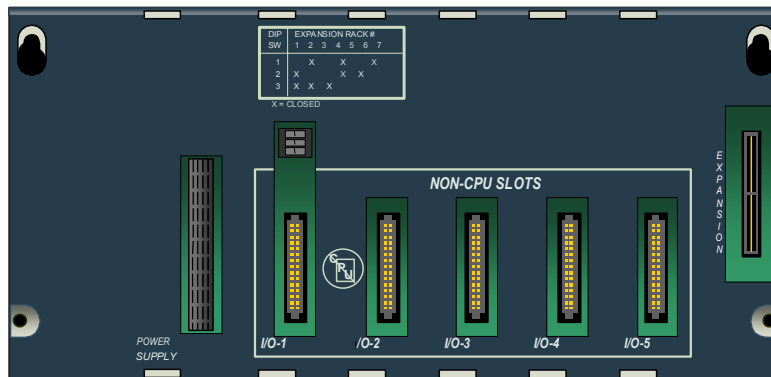 DIP EXPANSION RACK #
SW 1 2 3 4 5 6 7
1 X X X
2 X X X
3 X X X
X = CLOSED
NON-CPU SLOTS
EXPANSION
C R U
I/O-1 I/O-2 I/O-3 I/O-4 I/O-5
POWER
SUPPLY